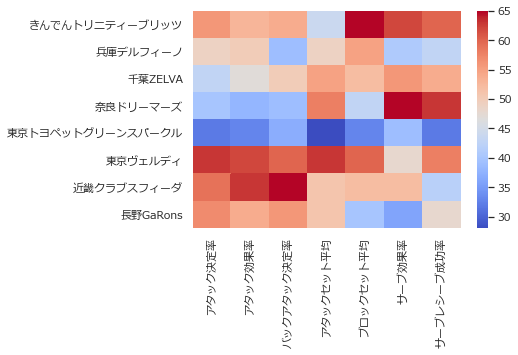 きんでんトリニティーブリッツ
兵庫デルフィーノ
千葉ZELVA
奈良ドリーマーズ
東京トヨペットグリーンスパークル
東京ヴェルディ
近畿クラブスフィーダ
長野GaRons
アタック決定率
アタック効果率
バックアタック決定率
アタックセット平均
ブロックセット平均
サーブ効果率
サーブレシーブ成功率
65
60
55
50
45
40
35
30